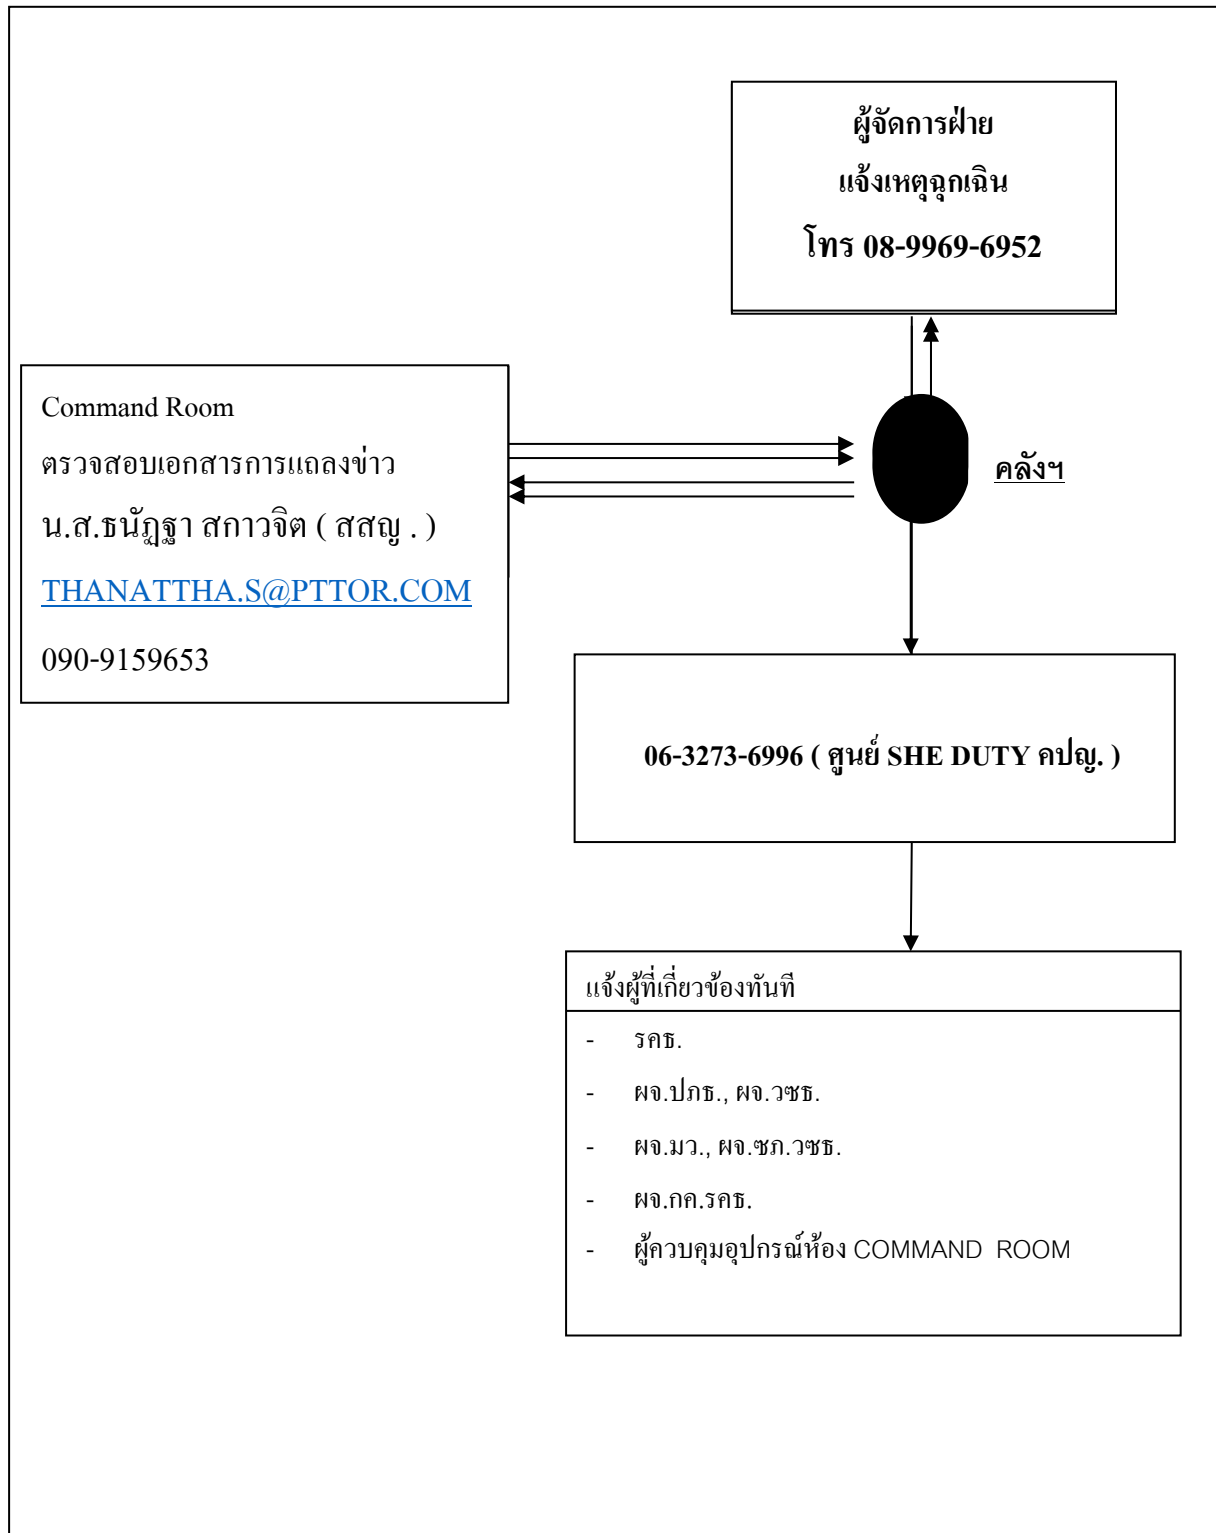 ผู้จัดการฝ่าย
แจ้งเหตุฉุกเฉิน
โทร 08-9969-6952
Command Room
ตรวจสอบเอกสารการแถลงข่าว
น.ส.ธนัฏฐา สกาวจิต ( สสญ . )
THANATTHA.S@PTTOR.COM
090-9159653
คลังฯ
06-3273-6996 ( ศูนย์ SHE DUTY คปญ. )
แจ้งผู้ที่เกี่ยวข้องทันที
- รคธ.
- ผจ.ปภธ., ผจ.วซธ.
- ผจ.มว., ผจ.ซภ.วซธ.
- ผจ.กค.รคธ.
- ผู้ควบคุมอุปกรณ์ห้อง COMMAND ROOM